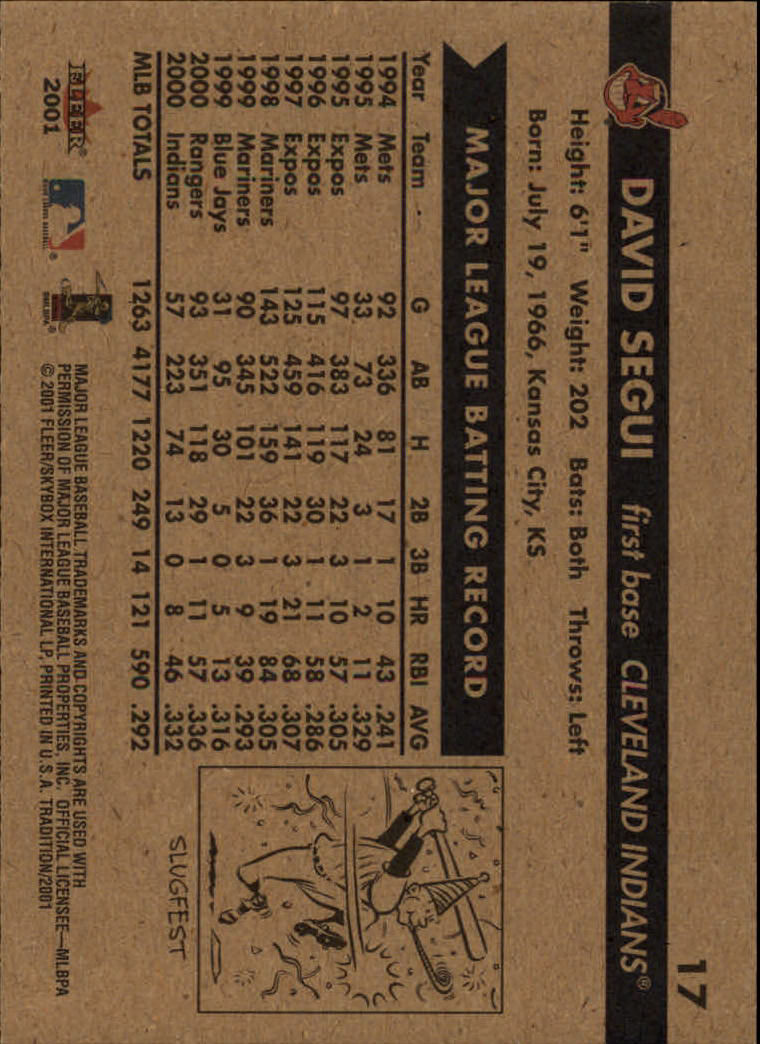 17
DAVID SEGUI first base CLEVELAND INDIANS®
Height: 6'1" Weight: 202 Bats: Both Throws: Left
Born: July 19, 1966, Kansas City, KS
MAJOR LEAGUE BATTING RECORD
Year Team G AB H 2B 3B HR RBI AVG
1994 Mets 92 336 81 17 1 10 43 .241
1995 Mets 33 73 24 3 1 2 11 .329
1995 Expos 97 383 117 22 3 10 57 .305
1996 Expos 115 416 119 30 1 11 58 .286
1997 Expos 125 459 141 22 3 21 68 .307
1998 Mariners 143 522 159 36 1 19 84 .305
1999 Mariners 90 345 101 22 3 9 39 .293
1999 Blue Jays 31 95 30 5 0 5 13 .316
2000 Rangers 93 351 118 29 1 11 57 .336
2000 Indians 57 223 74 13 0 8 46 .332
MLB TOTALS 1263 4177 1220 249 14 121 590 .292
SLUGFEST
FLEER®
2001
MAJOR LEAGUE BASEBALL TRADEMARKS AND COPYRIGHTS ARE USED WITH
PERMISSION OF MAJOR LEAGUE BASEBALL PROPERTIES, INC. OFFICIAL LICENSEE—MLBPA
© 2001 FLEER/SKYBOX INTERNATIONAL LP, PRINTED IN U.S.A. TRADITION/2001